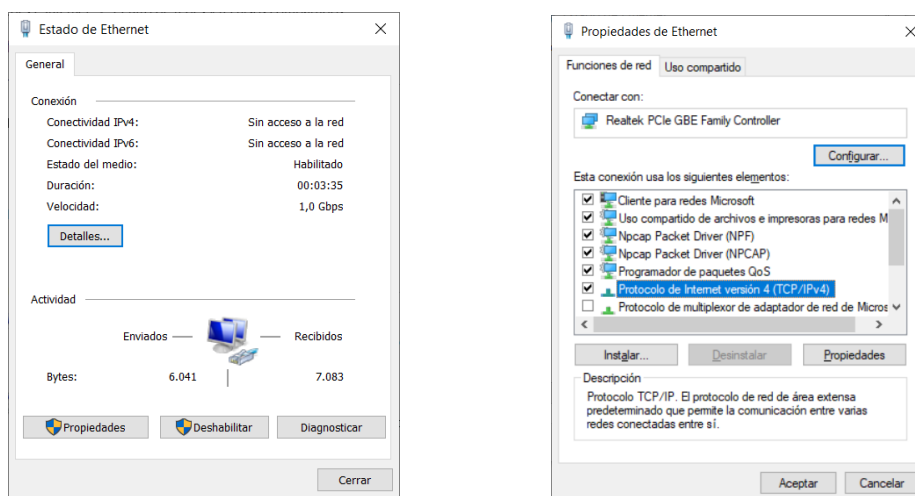 Estado de Ethernet
General
Conexión
Conectividad IPv4: Sin acceso a la red
Conectividad IPv6: Sin acceso a la red
Estado del medio: Habilitado
Duración: 00:03:35
Velocidad: 1,0 Gbps
Detalles...
Actividad
Enviados — — Recibidos
Bytes: 6.041 7.083
Propiedades Deshabilitar Diagnosticar
Cerrar
Propiedades de Ethernet
Funciones de red Uso compartido
Conectar con:
Realtek PCIe GBE Family Controller
Configurar...
Esta conexión usa los siguientes elementos:
Cliente para redes Microsoft
Uso compartido de archivos e impresoras para redes M
Npcap Packet Driver (NPF)
Npcap Packet Driver (NPCAP)
Programador de paquetes QoS
Protocolo de Internet versión 4 (TCP/IPv4)
Protocolo de multiplexor de adaptador de red de Micros
Instalar... Desinstalar Propiedades
Descripción
Protocolo TCP/IP. El protocolo de red de área extensa
predeterminado que permite la comunicación entre varias
redes conectadas entre sí.
Aceptar Cancelar